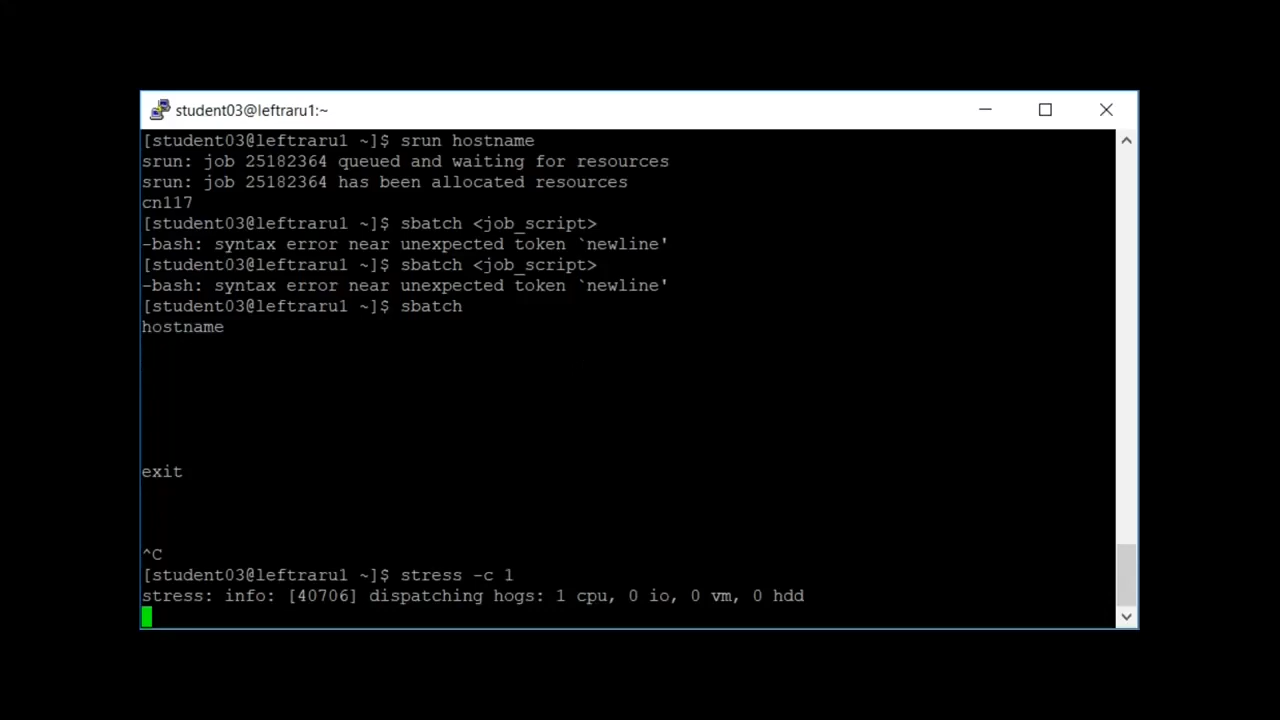 student03@leftraru1:~
[student03@leftraru1 ~]$ srun hostname
srun: job 25182364 queued and waiting for resources
srun: job 25182364 has been allocated resources
cn117
[student03@leftraru1 ~]$ sbatch <job_script>
-bash: syntax error near unexpected token `newline'
[student03@leftraru1 ~]$ sbatch <job_script>
-bash: syntax error near unexpected token `newline'
[student03@leftraru1 ~]$ sbatch
hostname
exit
^C
[student03@leftraru1 ~]$ stress -c 1
stress: info: [40706] dispatching hogs: 1 cpu, 0 io, 0 vm, 0 hdd